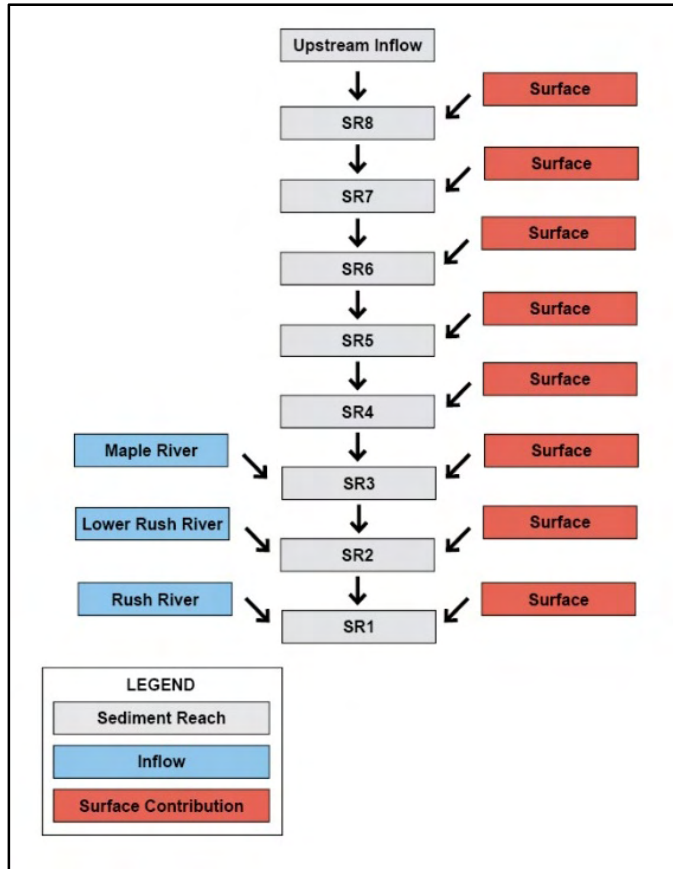 Upstream Inflow
Surface
SR8
Surface
SR7
Surface
SR6
Surface
SR5
Surface
SR4
Maple River
Surface
SR3
Lower Rush River
Surface
SR2
Rush River
Surface
SR1
LEGEND
Sediment Reach
Inflow
Surface Contribution